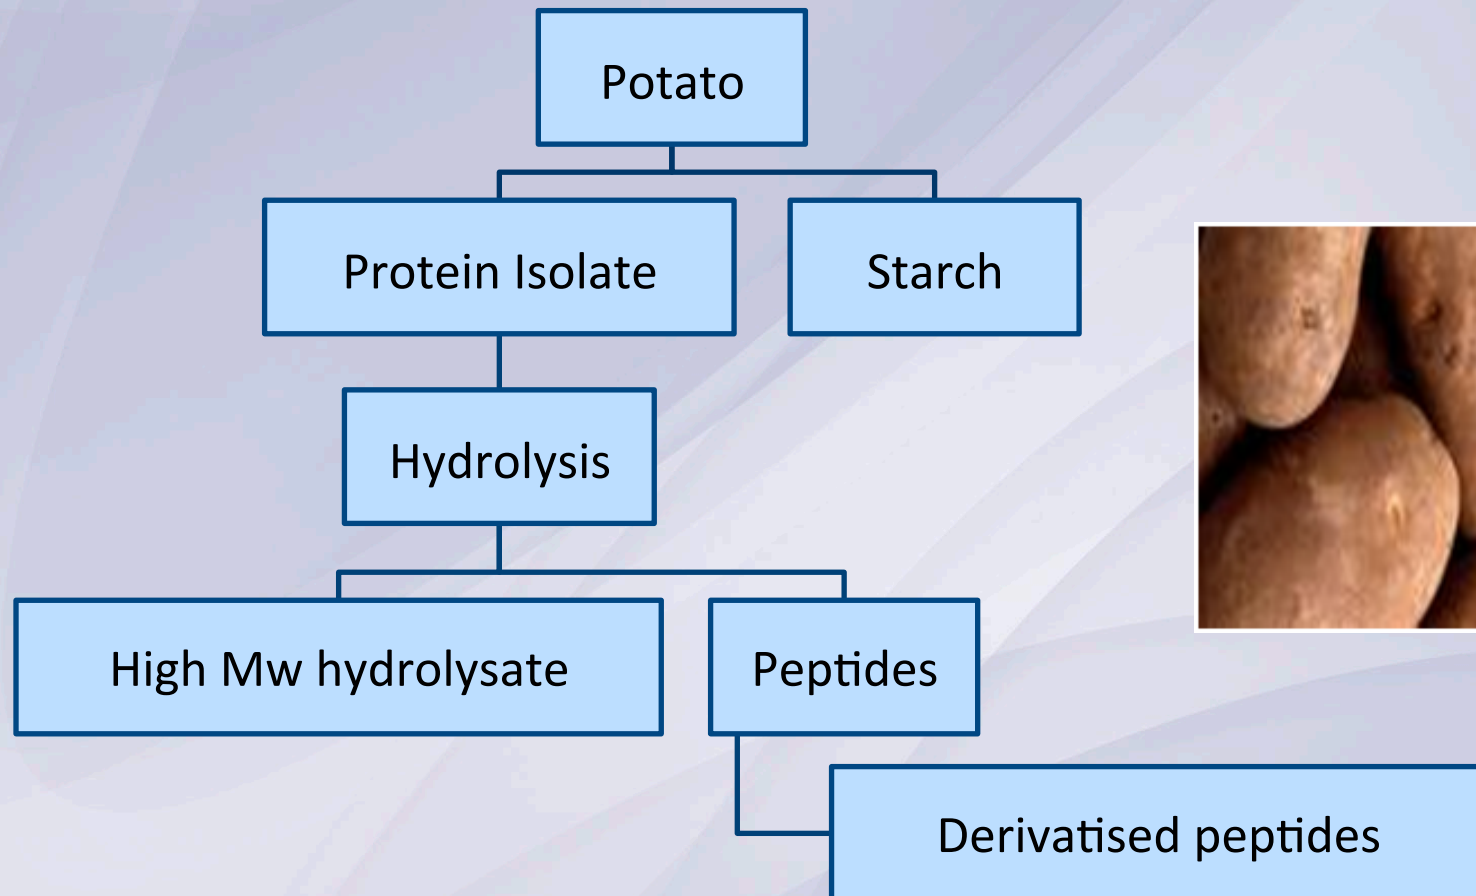 Potato
Protein Isolate
Starch
Hydrolysis
High Mw hydrolysate
Peptides
Derivatised peptides